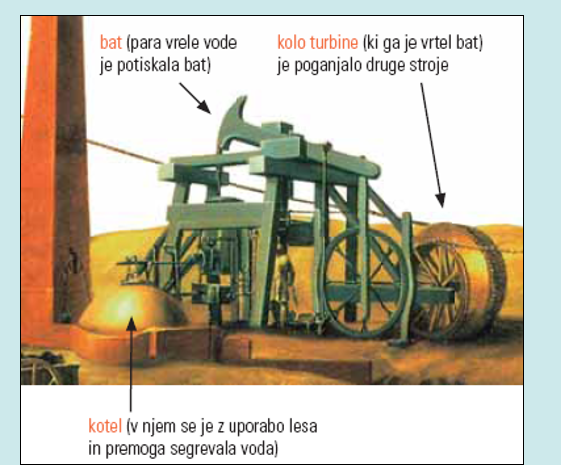 bat (para vrele vode
je potiskala bat)
kolo turbine (ki ga je vrtel bat)
je poganjalo druge stroje
kotel (v njem se je z uporabo lesa
in premoga segrevala voda)